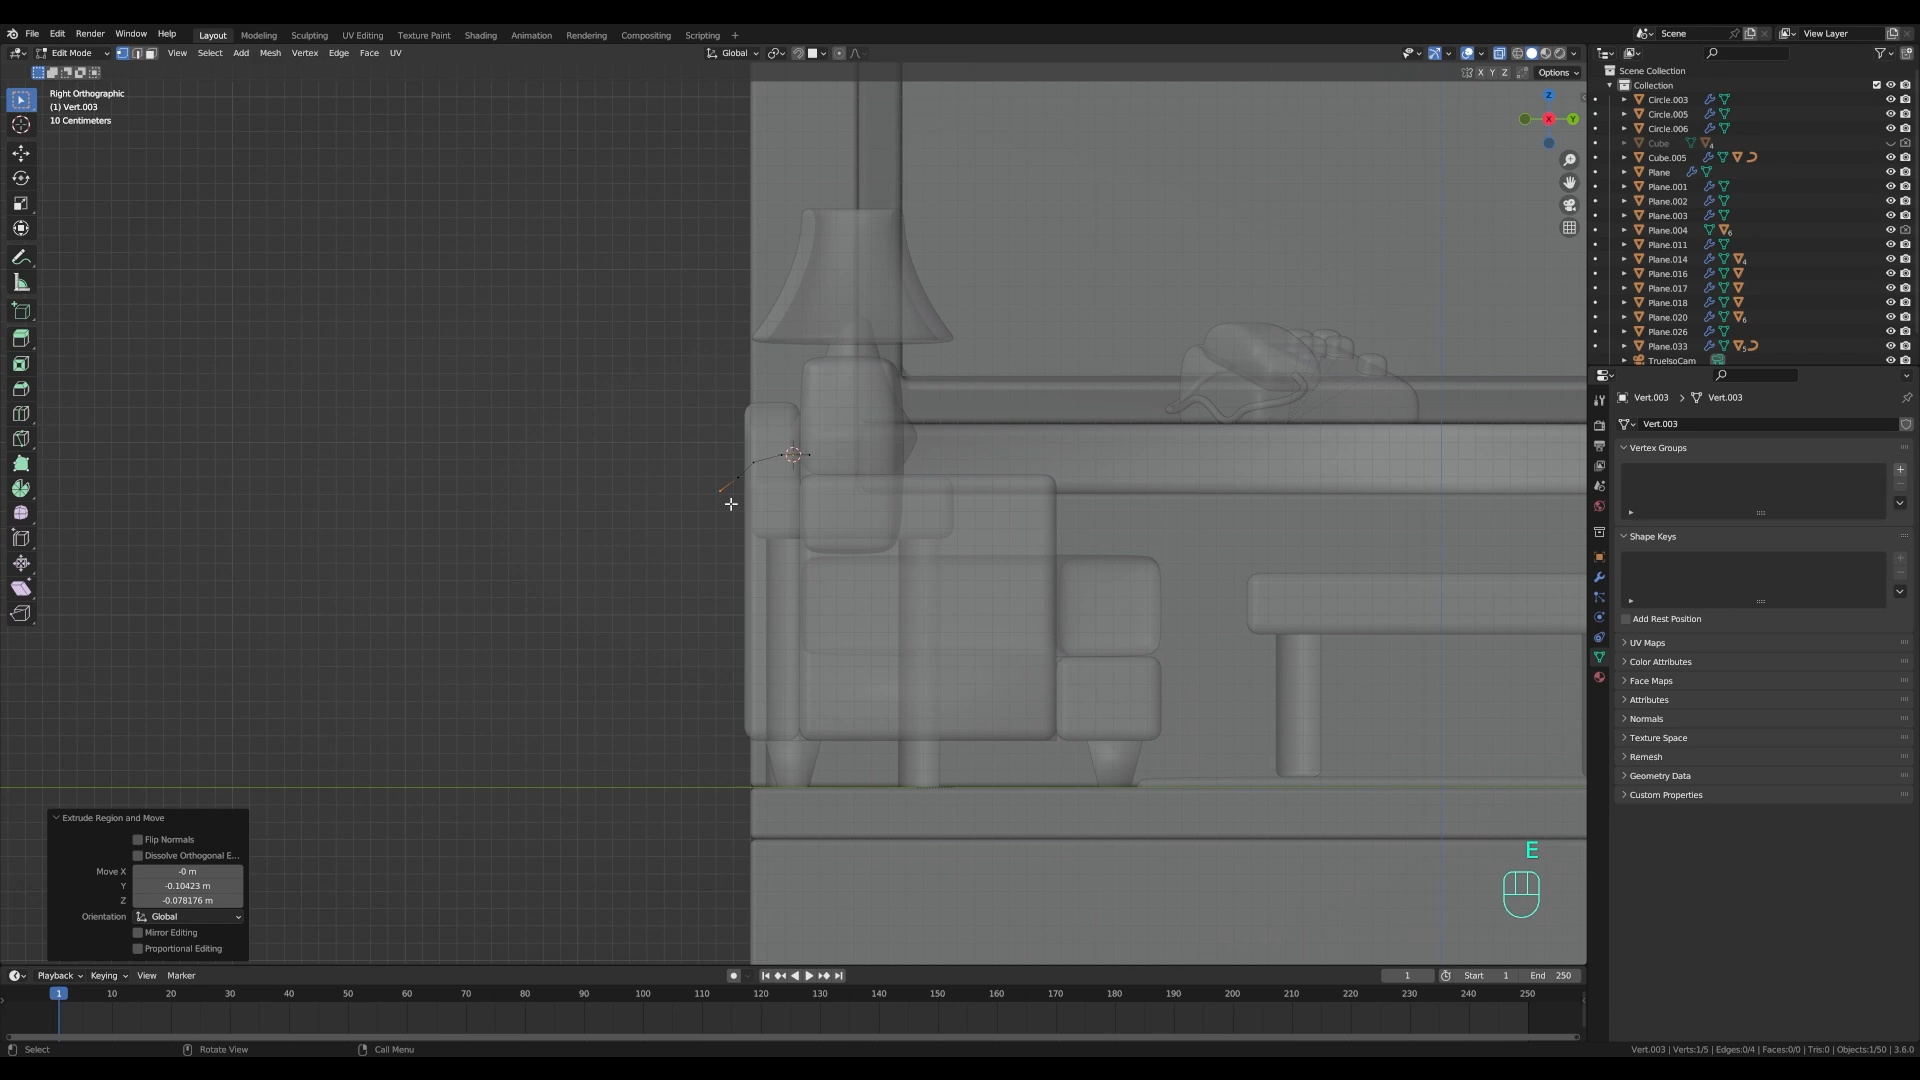 File Edit Render Window Help Layout Modeling Sculpting UV Editing Texture Paint Shading Animation Rendering Compositing Scripting + Scene View Layer
Edit Mode View Select Add Mesh Vertex Edge Face UV Global
X Y Z Options
Right Orthographic
(1) Vert.003
10 Centimeters
Z
X
Y
Scene Collection
Collection
Circle.003
Circle.005
Circle.006
Cube 4
Cube.005
Plane
Plane.001
Plane.002
Plane.003
Plane.004 6
Plane.011
Plane.014 4
Plane.016
Plane.017
Plane.018
Plane.020 6
Plane.026
Plane.033 5
TrueIsoCam
Vert.003 > Vert.003
Vert.003
Vertex Groups
Shape Keys
Add Rest Position
UV Maps
Color Attributes
Face Maps
Attributes
Normals
Texture Space
Remesh
Geometry Data
Custom Properties
Extrude Region and Move
Flip Normals
Dissolve Orthogonal E...
Move X -0 m
Y -0.10423 m
Z -0.078176 m
Orientation Global
Mirror Editing
Proportional Editing
E
Playback Keying View Marker 1 Start 1 End 250
1 10 20 30 40 50 60 70 80 90 100 110 120 130 140 150 160 170 180 190 200 210 220 230 240 250
Select Rotate View Call Menu Vert.003 | Verts:1/5 | Edges:0/4 | Faces:0/0 | Tris:0 | Objects:1/50 | 3.6.0